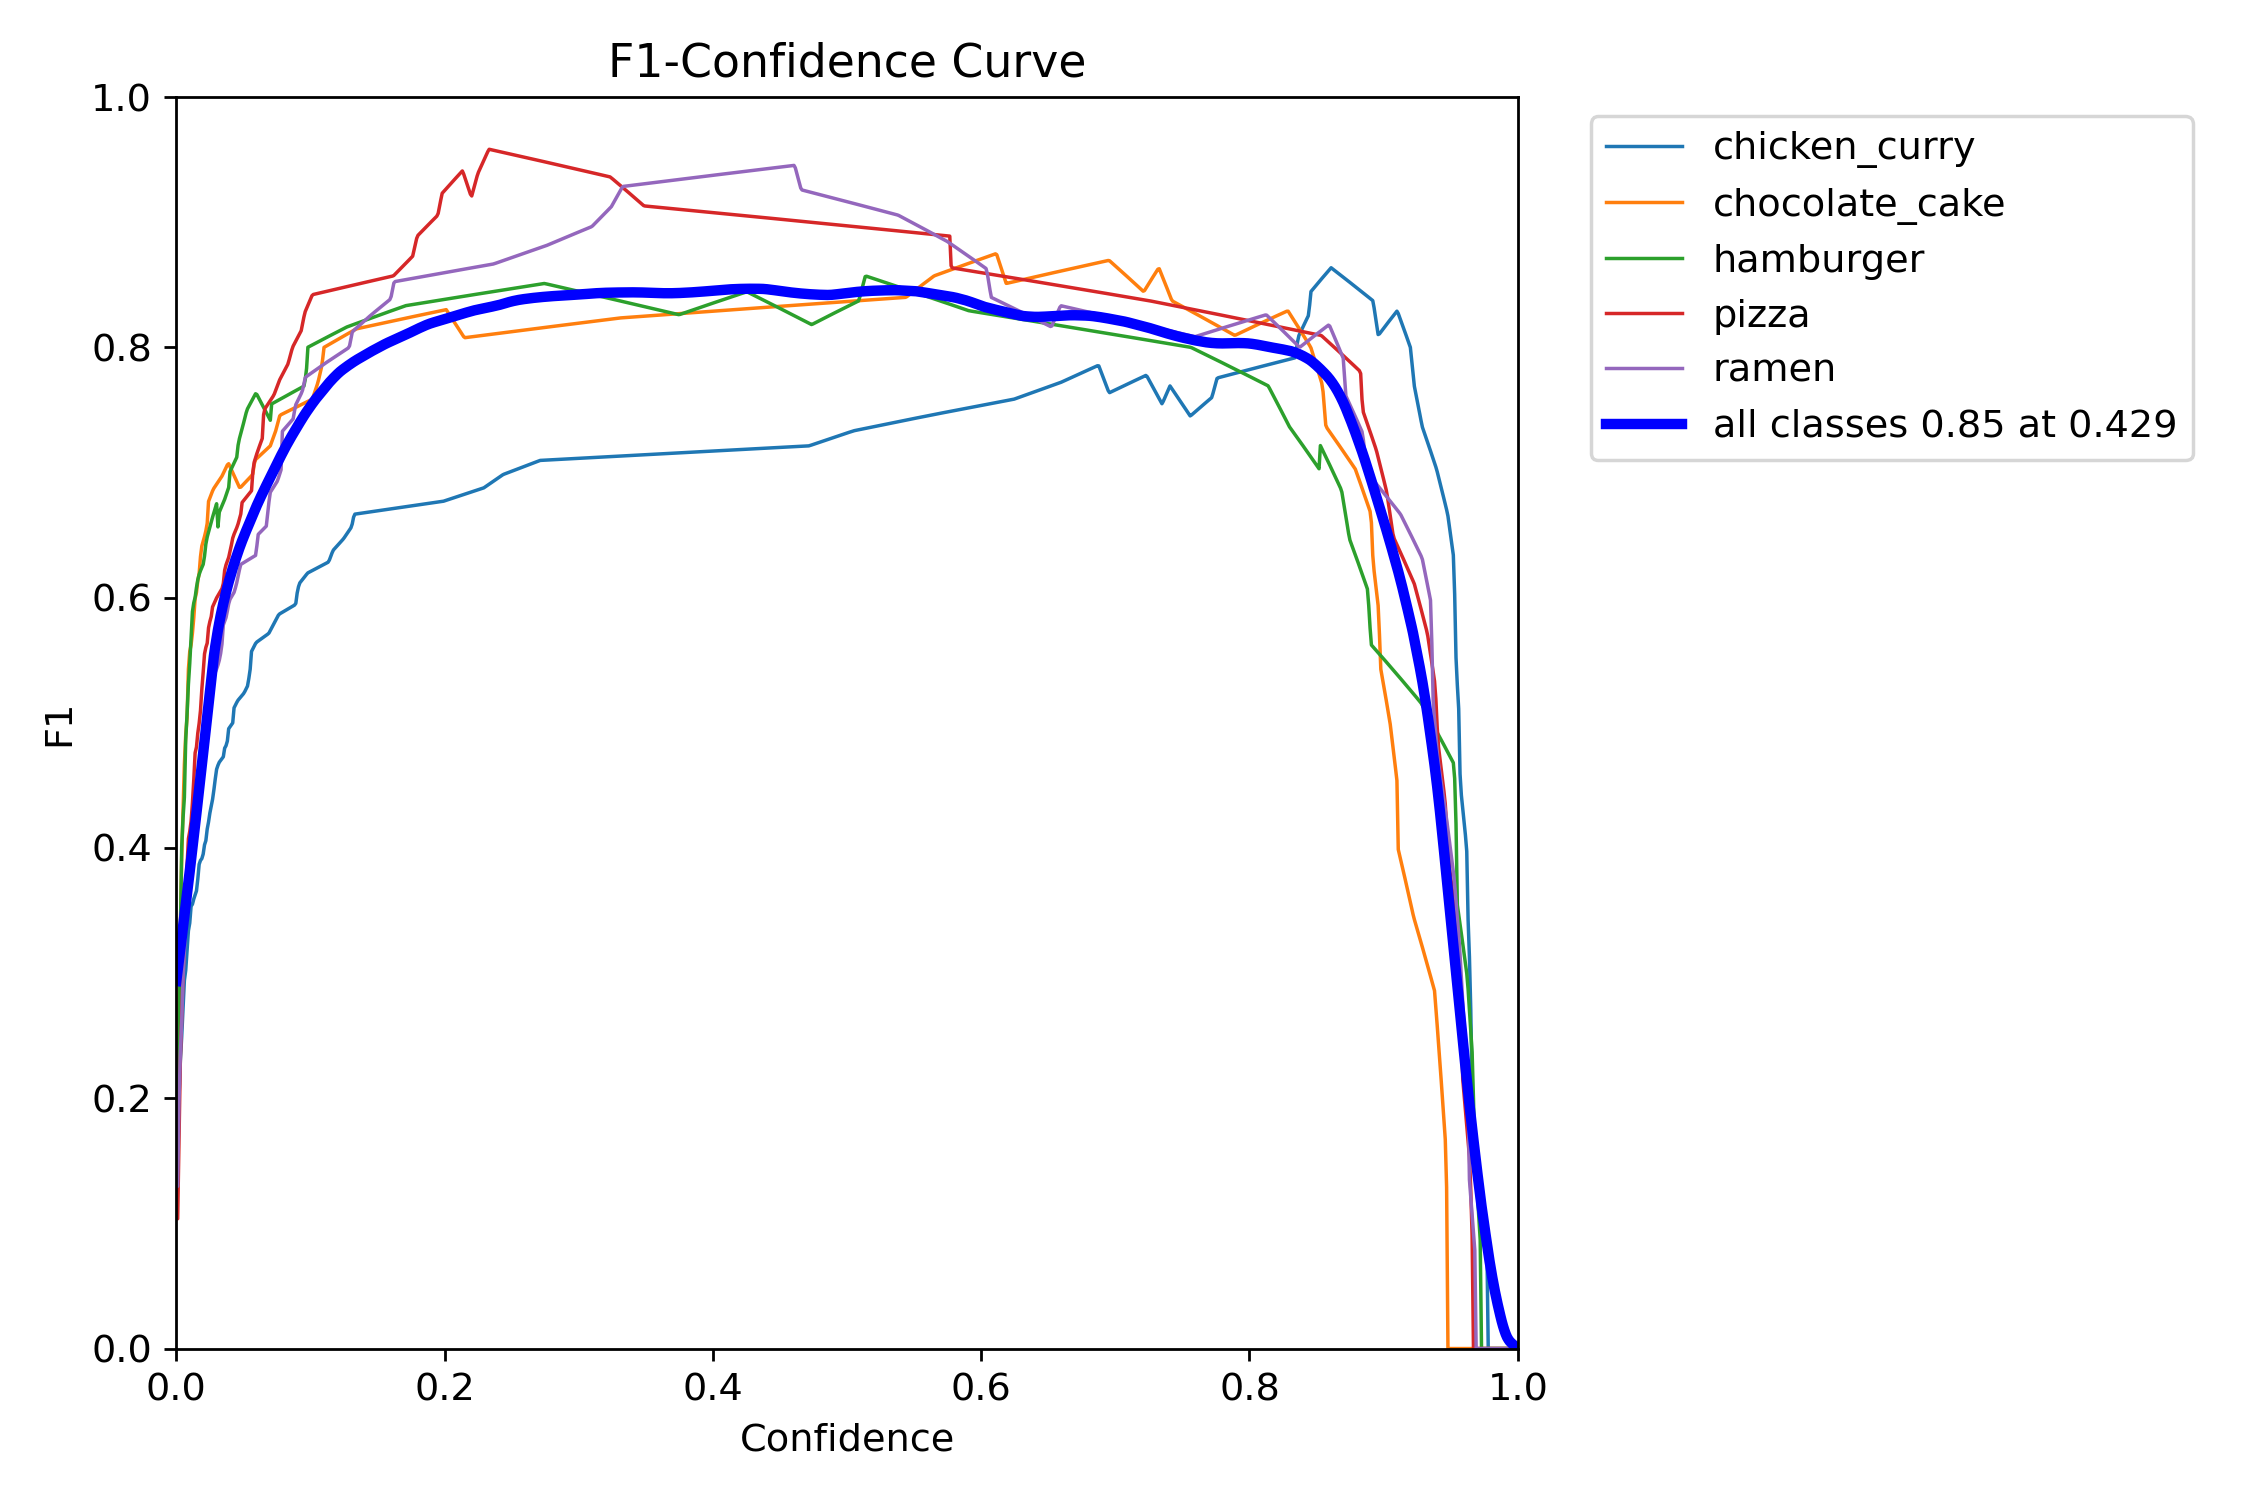 F1-Confidence Curve
1.0
0.8
0.6
0.4
0.2
0.0
F1
0.0 0.2 0.4 0.6 0.8 1.0
Confidence
chicken_curry
chocolate_cake
hamburger
pizza
ramen
all classes 0.85 at 0.429